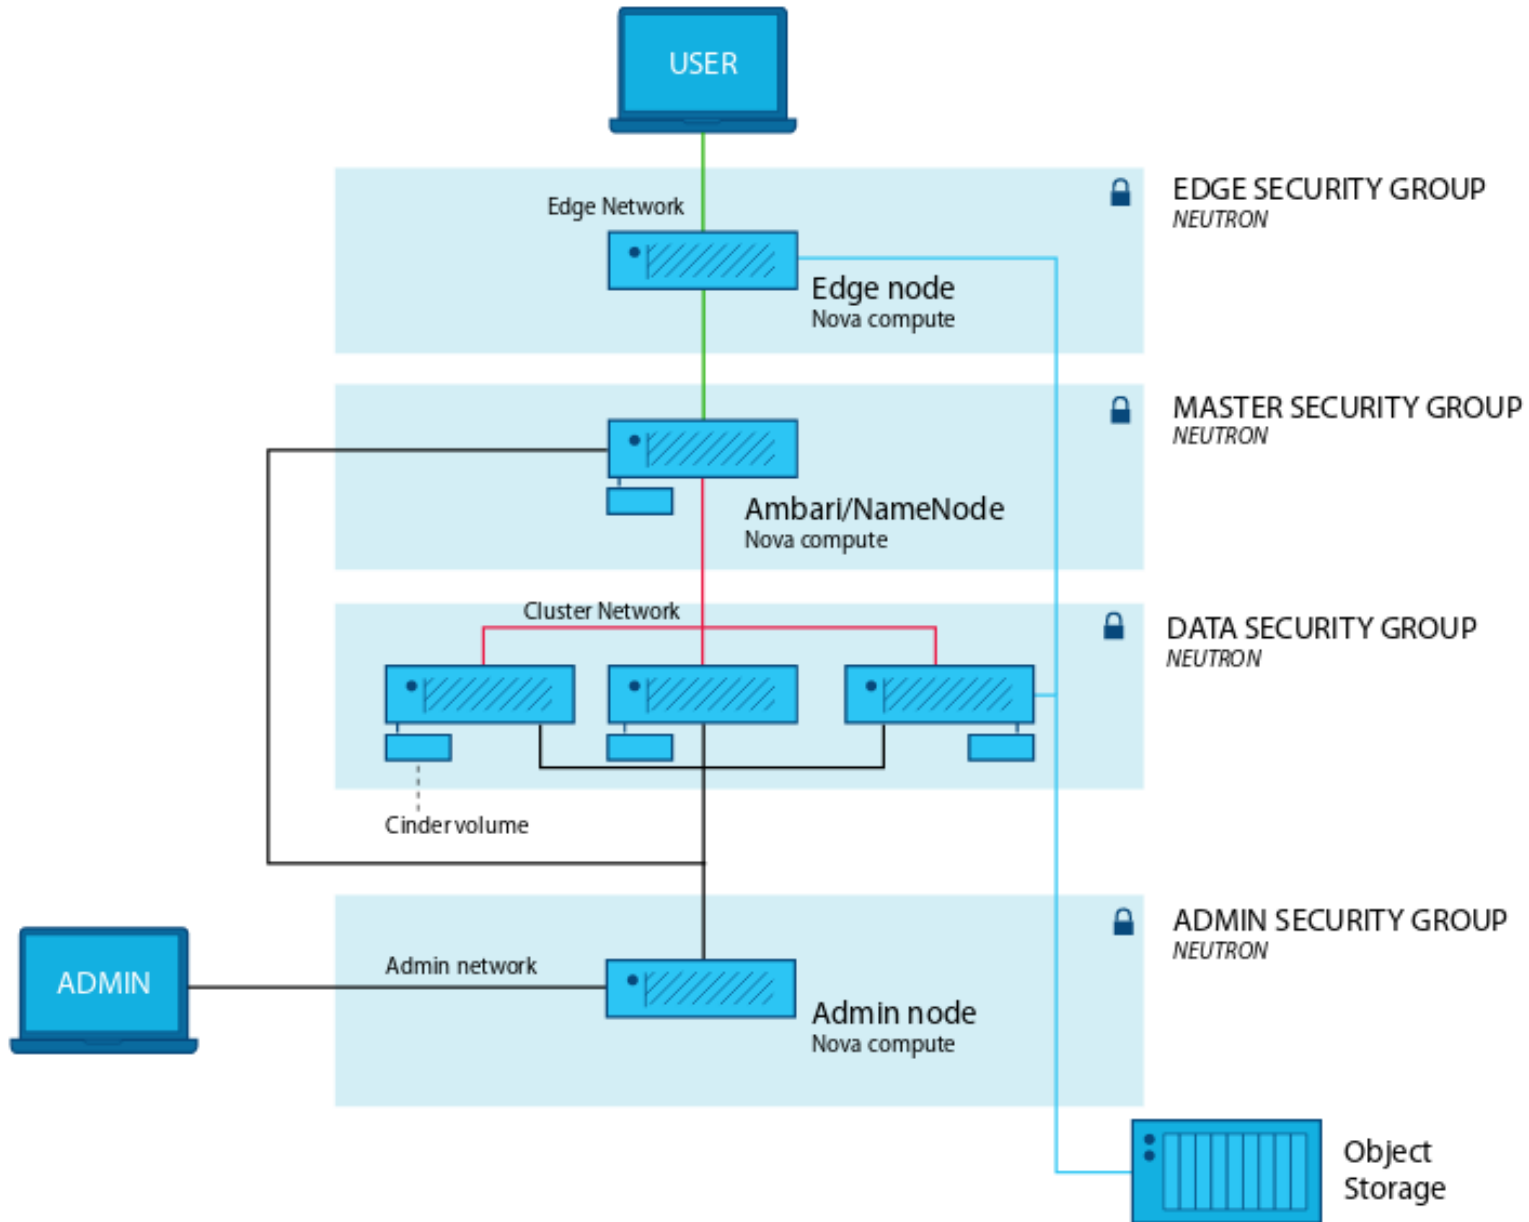 USER
Edge Network
EDGE SECURITY GROUP
NEUTRON
Edge node
Nova compute
MASTER SECURITY GROUP
NEUTRON
Ambari/NameNode
Nova compute
Cluster Network
DATA SECURITY GROUP
NEUTRON
Cinder volume
ADMIN SECURITY GROUP
NEUTRON
ADMIN
Admin network
Admin node
Nova compute
Object
Storage